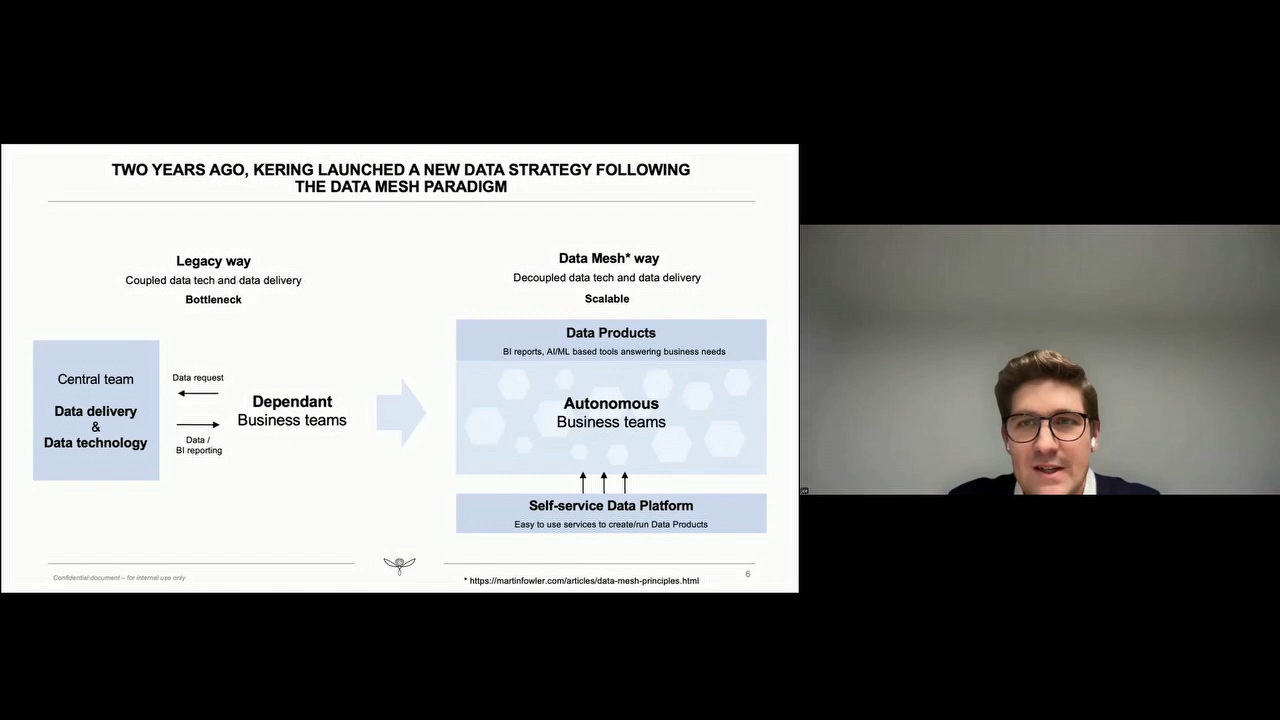 TWO YEARS AGO, KERING LAUNCHED A NEW DATA STRATEGY FOLLOWING
THE DATA MESH PARADIGM
Legacy way
Coupled data tech and data delivery
Bottleneck
Central team
Data delivery
&
Data technology
Data request
Data /
BI reporting
Dependant
Business teams
Data Mesh* way
Decoupled data tech and data delivery
Scalable
Data Products
BI reports, AI/ML based tools answering business needs
Autonomous
Business teams
Self-service Data Platform
Easy to use services to create/run Data Products
Confidential document – for internal use only
* https://martinfowler.com/articles/data-mesh-principles.html
6